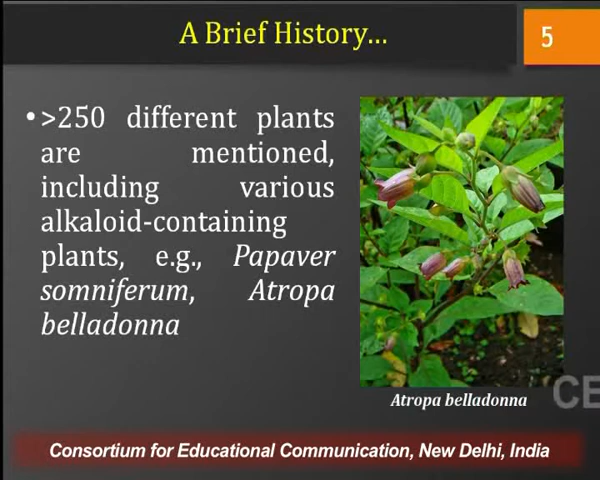 A Brief History...
5
•>250 different plants
are mentioned,
including various
alkaloid-containing
plants, e.g., Papaver
somniferum, Atropa
belladonna
Atropa belladonna
CE
Consortium for Educational Communication, New Delhi, India